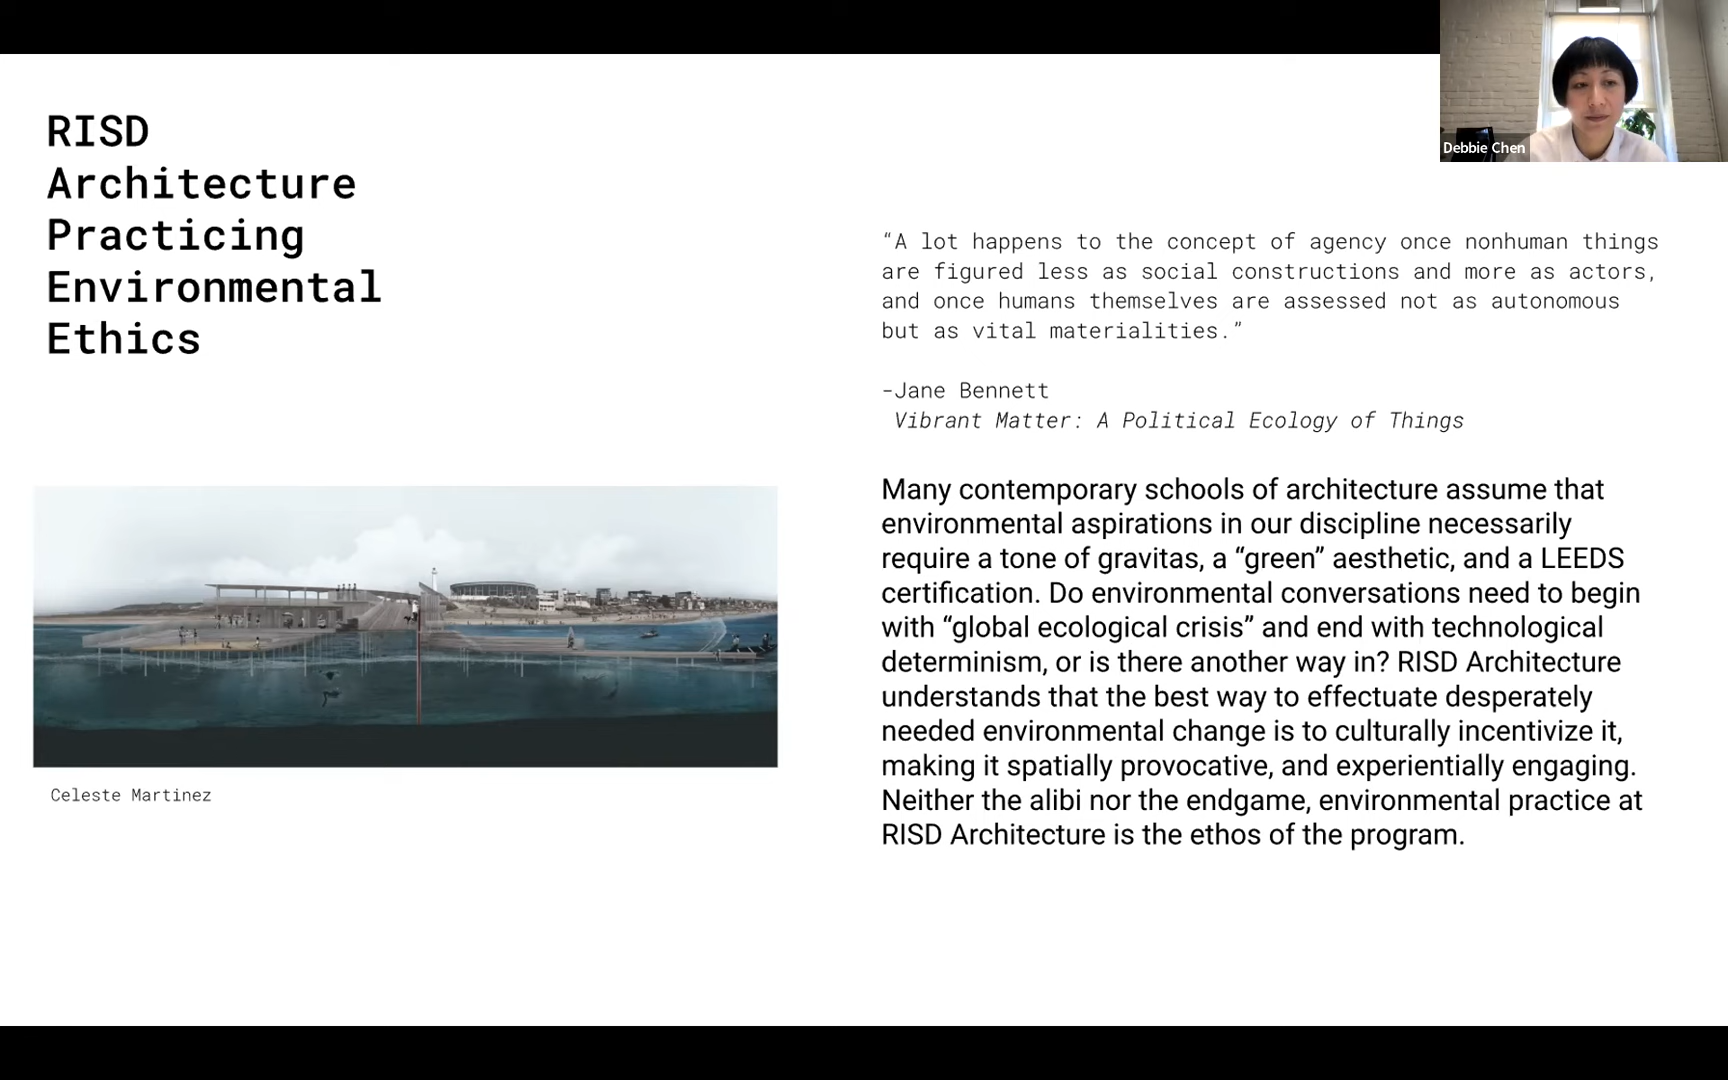 RISD
Architecture
Practicing
Environmental
Ethics
Debbie Chen
“A lot happens to the concept of agency once nonhuman things
are figured less as social constructions and more as actors,
and once humans themselves are assessed not as autonomous
but as vital materialities.”
-Jane Bennett
Vibrant Matter: A Political Ecology of Things
Many contemporary schools of architecture assume that
environmental aspirations in our discipline necessarily
require a tone of gravitas, a “green” aesthetic, and a LEEDS
certification. Do environmental conversations need to begin
with “global ecological crisis” and end with technological
determinism, or is there another way in? RISD Architecture
understands that the best way to effectuate desperately
needed environmental change is to culturally incentivize it,
making it spatially provocative, and experientially engaging.
Neither the alibi nor the endgame, environmental practice at
RISD Architecture is the ethos of the program.
Celeste Martinez